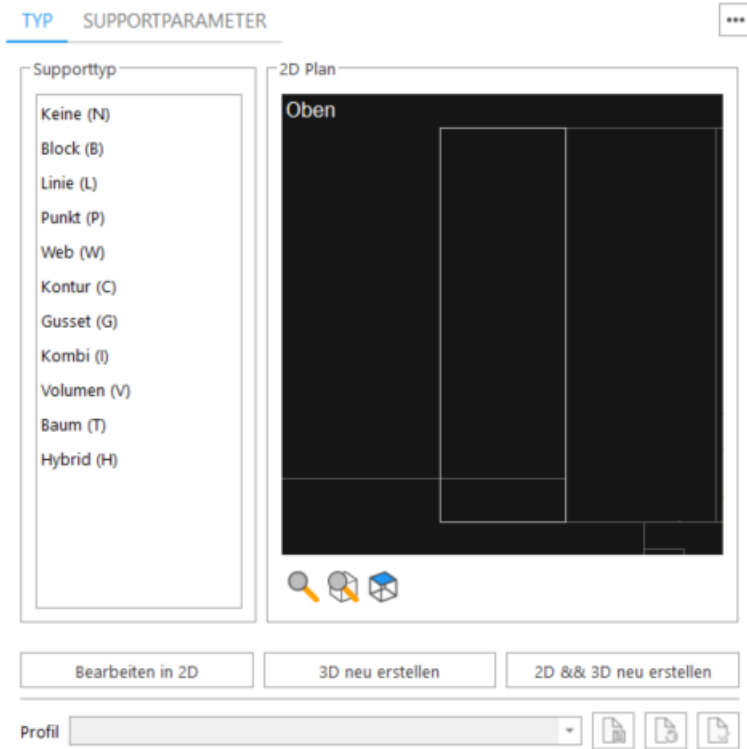 TYP SUPPORTPARAMETER
Supporttyp
Keine (N)
Block (B)
Linie (L)
Punkt (P)
Web (W)
Kontur (C)
Gusset (G)
Kombi (I)
Volumen (V)
Baum (T)
Hybrid (H)
2D Plan
Oben
Bearbeiten in 2D
3D neu erstellen
2D && 3D neu erstellen
Profil